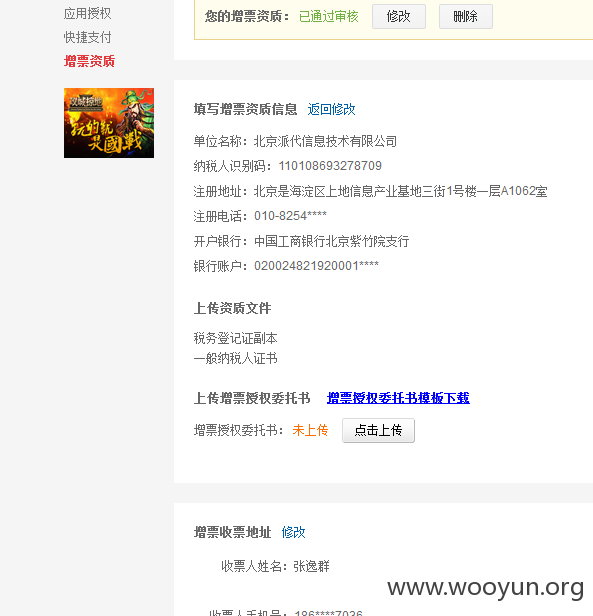 应用授权
快捷支付
增票资质
攻城掠地
玩的就
是國戰
您的增票资质： 已通过审核 修改 删除
填写增票资质信息 返回修改
单位名称：北京派代信息技术有限公司
纳税人识别码：110108693278709
注册地址：北京是海淀区上地信息产业基地三街1号楼一层A1062室
注册电话：010-8254****
开户银行：中国工商银行北京紫竹院支行
银行账户：020024821920001****
上传资质文件
税务登记证副本
一般纳税人证书
上传增票授权委托书 增票授权委托书模板下载
增票授权委托书： 未上传 点击上传
增票收票地址 修改
收票人姓名：张逸群
收票人手机号：186****7036
www.wooyun.org